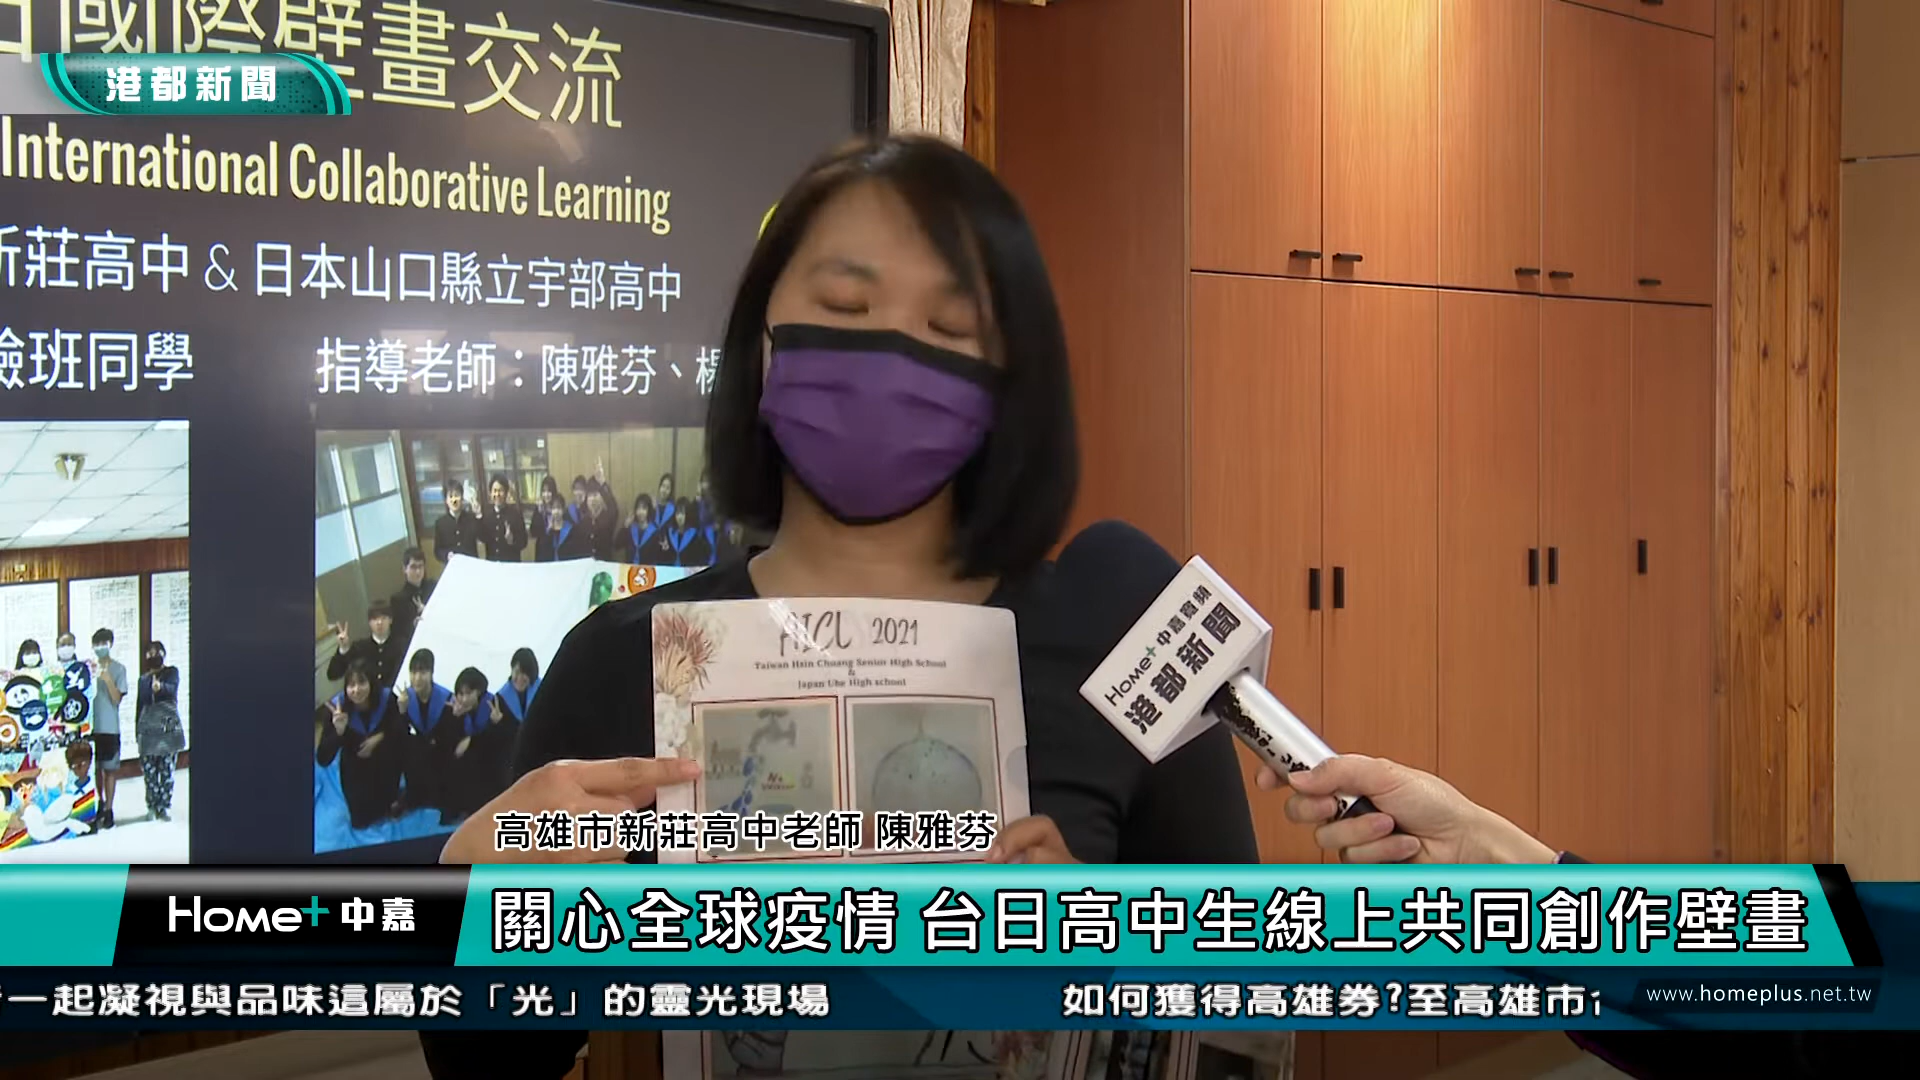 日國際壁畫交流
港都新聞
International Collaborative Learning
新莊高中 & 日本山口縣立宇部高中
驗班同學 指導老師：陳雅芬、楊
AICL 2021
Taiwan Hsin Chuang Senior High School
&
Japan Ube High school
Home+ 中嘉寬頻
港都新聞
高雄市新莊高中老師 陳雅芬
Home+ 中嘉
關心全球疫情 台日高中生線上共同創作壁畫
一起凝視與品味這屬於「光」的靈光現場 如何獲得高雄券?至高雄市
www.homeplus.net.tw